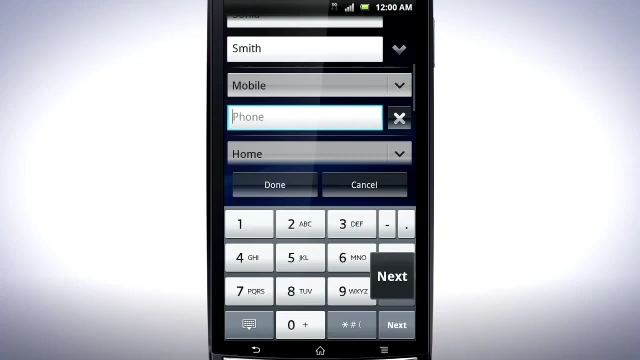 12:00 AM
Smith
Mobile
Phone
Home
Done Cancel
1 2 ABC 3 DEF - .
4 GHI 5 JKL 6 MNO
Next
7 PQRS 8 TUV 9 WXYZ
0 + * # ( Next